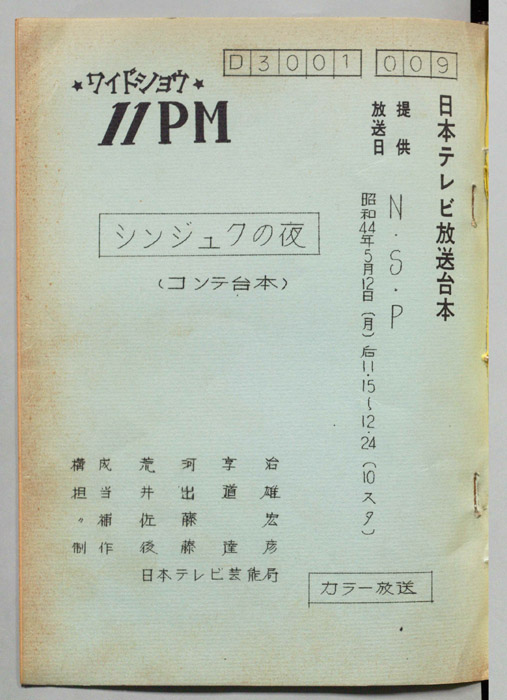 D3001 009
★ワイドショウ★
11PM
日本テレビ放送台本
提供 N.S.P
放送日 昭和44年5月12日(月)后11.15〜12.24(10スタ)
シンジュクの夜
(コンテ台本)
構成 荒河亨治
担当 井出道雄
〃補 佐藤宏
制作 後藤達彦
日本テレビ芸能局
カラー放送